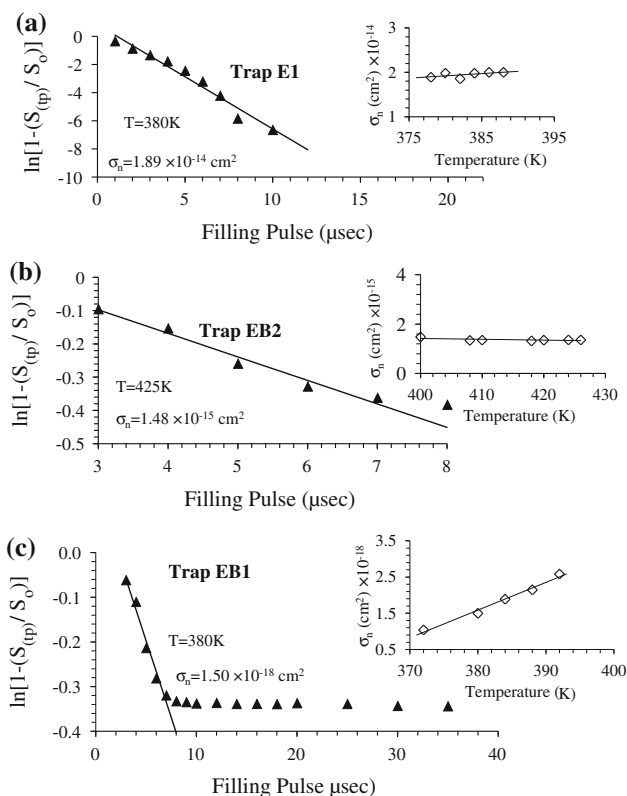 (a)
ln[1-(S(tp)/ S₀)]
0
-2
-4
-6
-8
-10
Trap E1
T=380K
σn=1.89 ×10⁻¹⁴ cm²
0 5 10 15 20
Filling Pulse (μsec)
σn (cm²) ×10⁻¹⁴
3
2
1
375 385 395
Temperature (K)
(b)
ln[1-(S(tp)/ S₀)]
0
-0.1
-0.2
-0.3
-0.4
-0.5
Trap EB2
T=425K
σn=1.48 ×10⁻¹⁵ cm²
3 4 5 6 7 8
Filling Pulse (μsec)
σn (cm²) ×10⁻¹⁵
4
2
0
400 410 420 430
Temperature (K)
(c)
ln[1-(S(tp)/ S₀)]
0.0
-0.1
-0.2
-0.3
-0.4
Trap EB1
T=380K
σn=1.50 ×10⁻¹⁸ cm²
0 10 20 30 40
Filling Pulse μsec)
σn (cm²) ×10⁻¹⁸
3.5
2.5
1.5
0.5
370 380 390 400
Temperature (K)